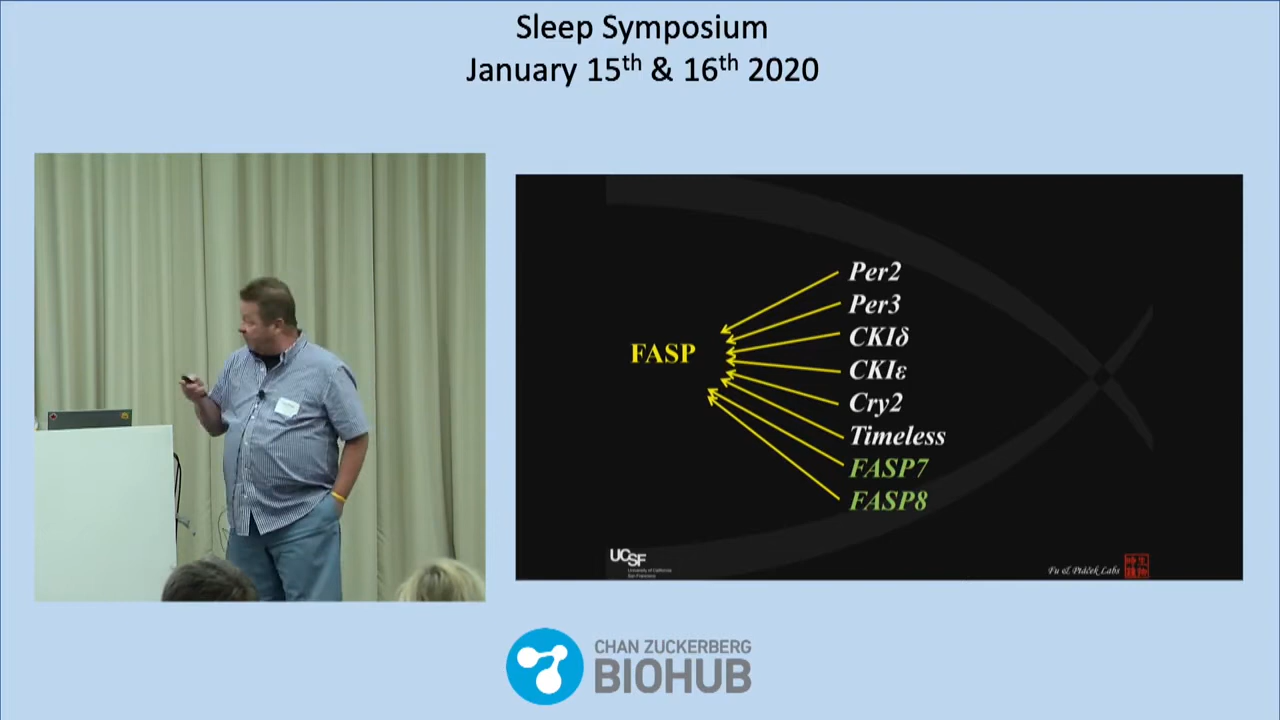 Sleep Symposium
January 15th & 16th 2020
FASP
Per2
Per3
CKIδ
CKIε
Cry2
Timeless
FASP7
FASP8
UCSF
University of California
San Francisco
Fu & Ptáček Labs
CHAN ZUCKERBERG
BIOHUB